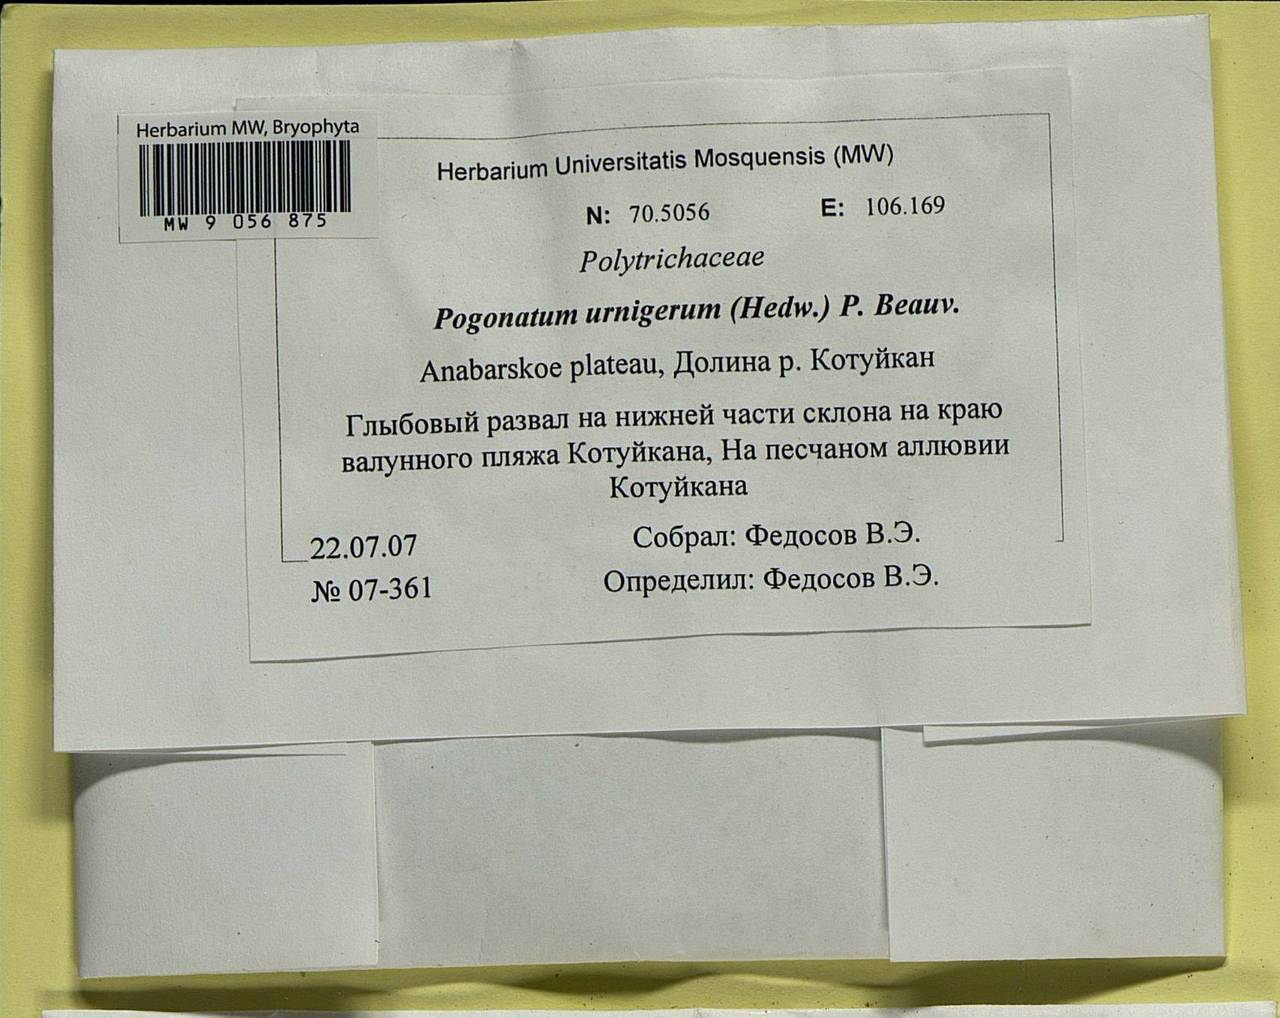 Herbarium MW, Bryophyta
MW 9 056 875
Herbarium Universitatis Mosquensis (MW)
N: 70.5056 E: 106.169
Polytrichaceae
Pogonatum urnigerum (Hedw.) P. Beauv.
Anabarskoe plateau, Долина р. Котуйкан
Глыбовый развал на нижней части склона на краю
валунного пляжа Котуйкана, На песчаном аллювии
Котуйкана
22.07.07 Собрал: Федосов В.Э.
№ 07-361 Определил: Федосов В.Э.